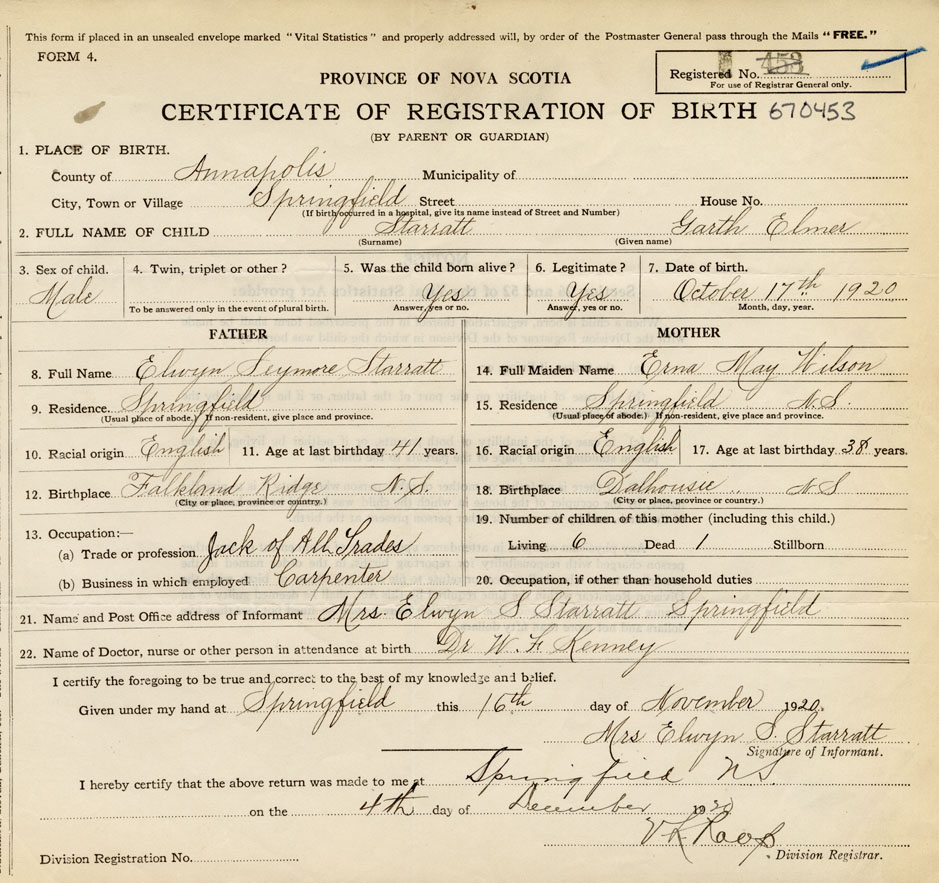 This form if placed in an unsealed envelope marked "Vital Statistics" and properly addressed will, by order of the Postmaster General pass through the Mails "FREE."
FORM 4.
Registered No. 453
For use of Registrar General only.
PROVINCE OF NOVA SCOTIA
CERTIFICATE OF REGISTRATION OF BIRTH 670453
(BY PARENT OR GUARDIAN)
1. PLACE OF BIRTH.
County of Annapolis Municipality of
City, Town or Village Springfield Street House No.
(If birth occurred in a hospital, give its name instead of Street and Number)
2. FULL NAME OF CHILD Starratt Garth Elmer
(Surname) (Given name)
3. Sex of child. 4. Twin, triplet or other? 5. Was the child born alive? 6. Legitimate? 7. Date of birth.
Male Yes Yes October 17th 1920
To be answered only in the event of plural birth. Answer, yes or no. Answer, yes or no. Month, day, year.
FATHER MOTHER
8. Full Name Elwyn Seymore Starratt 14. Full Maiden Name Erna May Wilson
9. Residence. Springfield 15. Residence Springfield N.S.
(Usual place of abode.) If non-resident, give place and province. (Usual place of abode.) If non-resident, give place and province.
10. Racial origin English 11. Age at last birthday 41 years. 16. Racial origin English 17. Age at last birthday 38 years.
12. Birthplace Falkland Ridge N.S. 18. Birthplace Dalhousie N S
(City or place, province or country.) (City or place, province or country.)
13. Occupation:— 19. Number of children of this mother (including this child.)
(a) Trade or profession Jack of All Trades Living 6 Dead 1 Stillborn
(b) Business in which employed Carpenter 20. Occupation, if other than household duties
21. Name and Post Office address of Informant Mrs. Elwyn S Starratt Springfield
22. Name of Doctor, nurse or other person in attendance at birth Dr W. F. Kenney
I certify the foregoing to be true and correct to the best of my knowledge and belief.
Given under my hand at Springfield this 16th day of November 1920.
Mrs Elwyn S. Starratt
Signature of Informant.
I hereby certify that the above return was made to me at Springfield N S.
on the 4th day of December 1920
Roop
Division Registration No. Division Registrar.